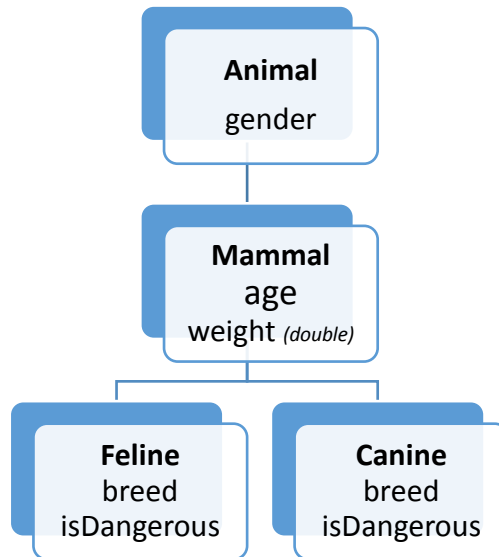 Animal
gender
Mammal
age
weight (double)
Feline
breed
isDangerous
Canine
breed
isDangerous